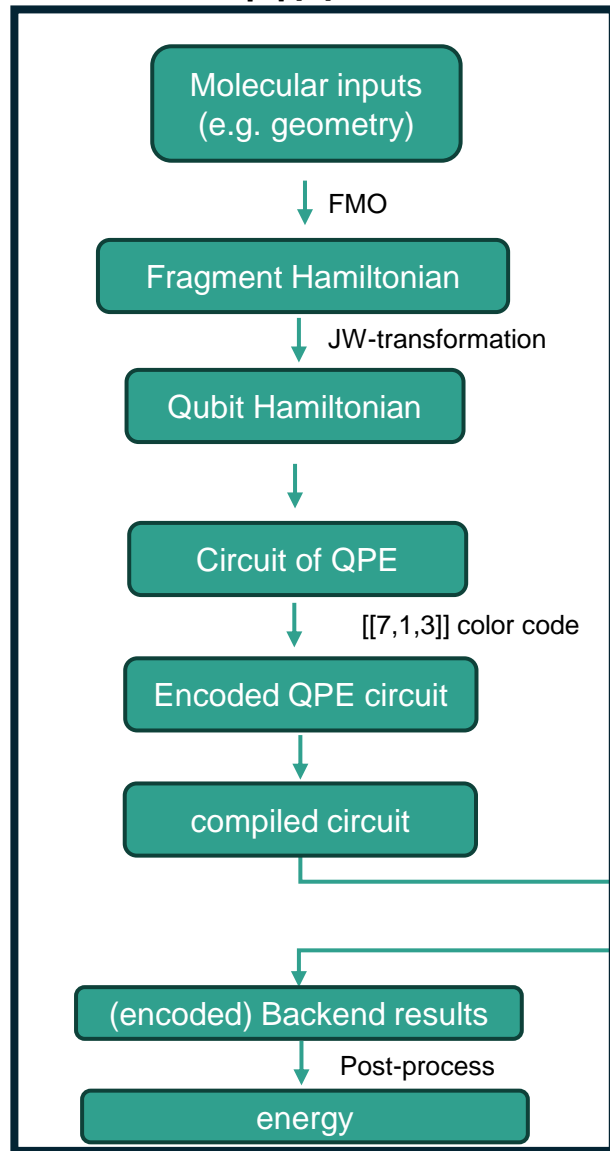 Molecular inputs
(e.g. geometry)
FMO
Fragment Hamiltonian
JW-transformation
Qubit Hamiltonian
Circuit of QPE
[[7,1,3]] color code
Encoded QPE circuit
compiled circuit
(encoded) Backend results
Post-process
energy